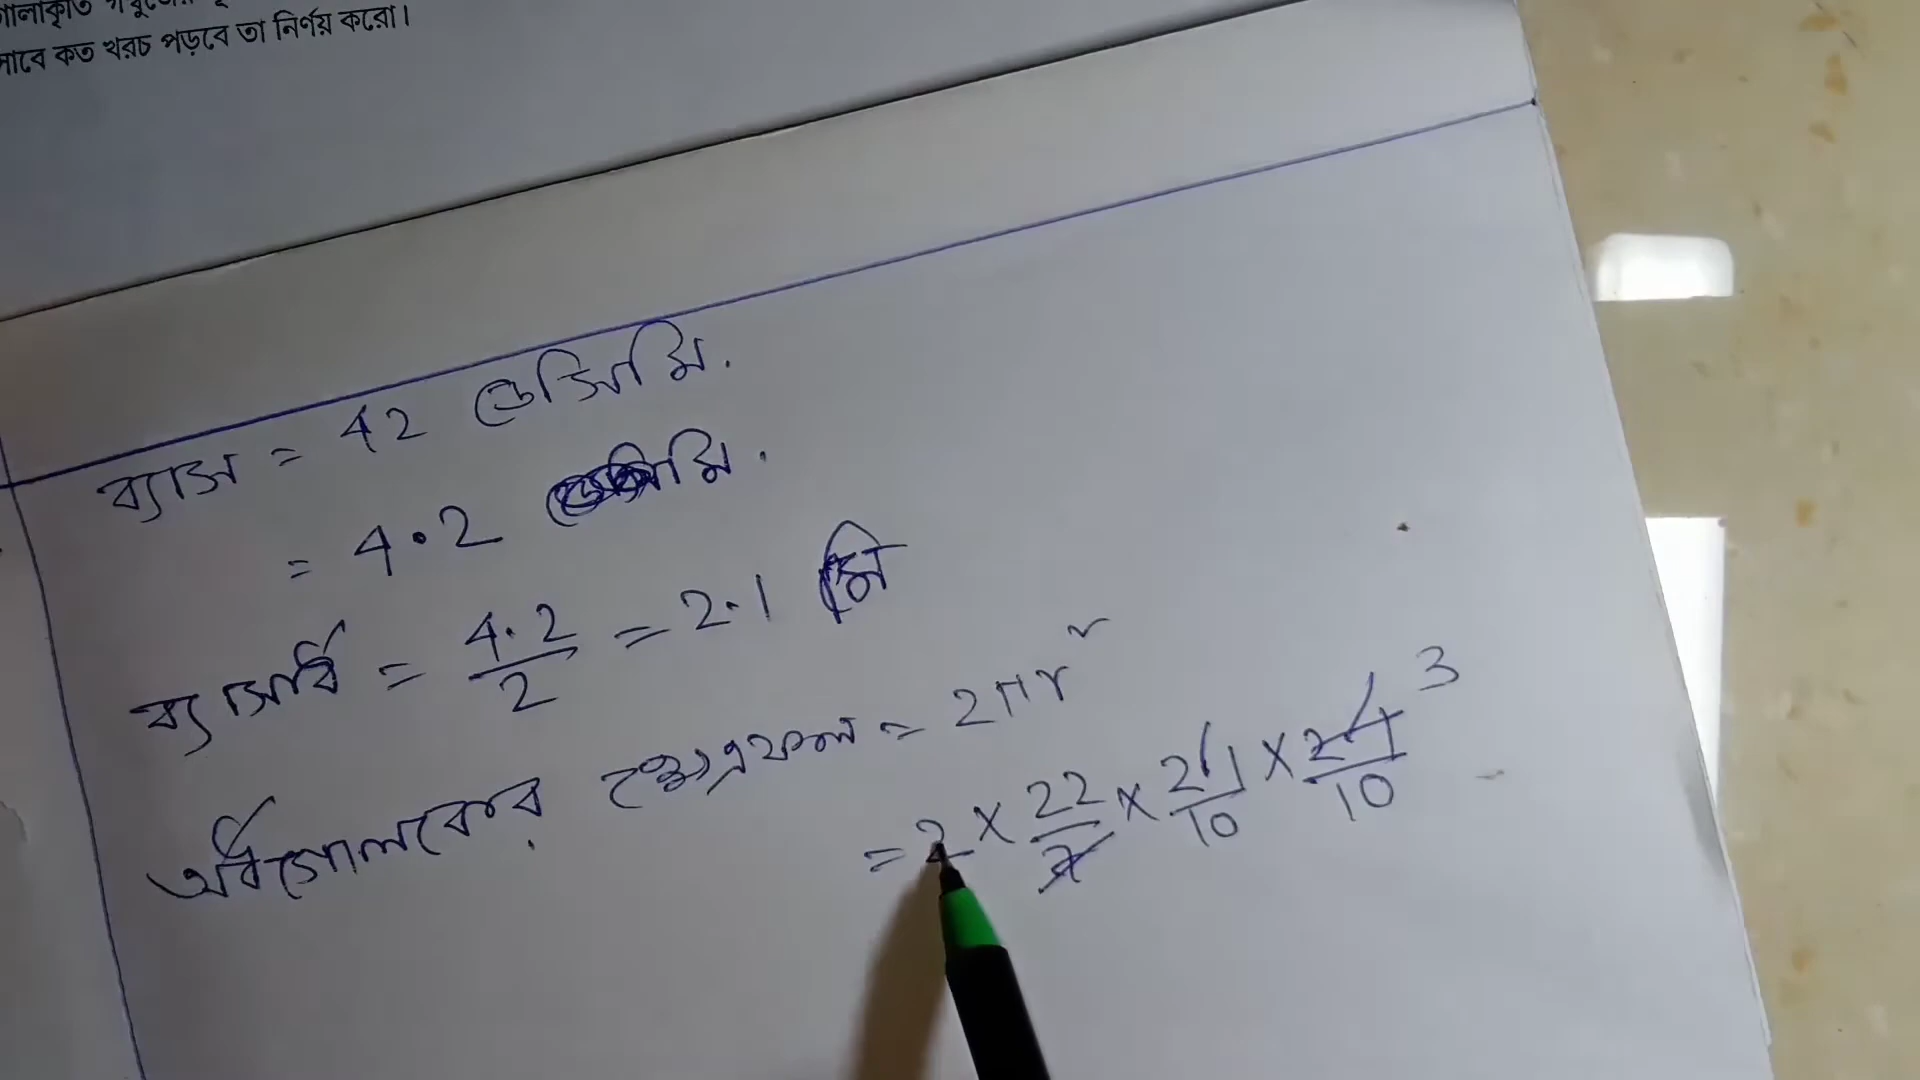 গোলাকৃতি গম্বুজের
কত খরচ পড়বে তা নির্ণয় করো।
ব্যাস = 42 ডেসিমি.
= 4.2 মি.
ব্যাসার্ধ = 4.2/2 = 2.1 মি
অর্ধগোলকের ক্ষেত্রফল = 2πr²
= 2 × 22/7 × 21/10 × 21/10 3